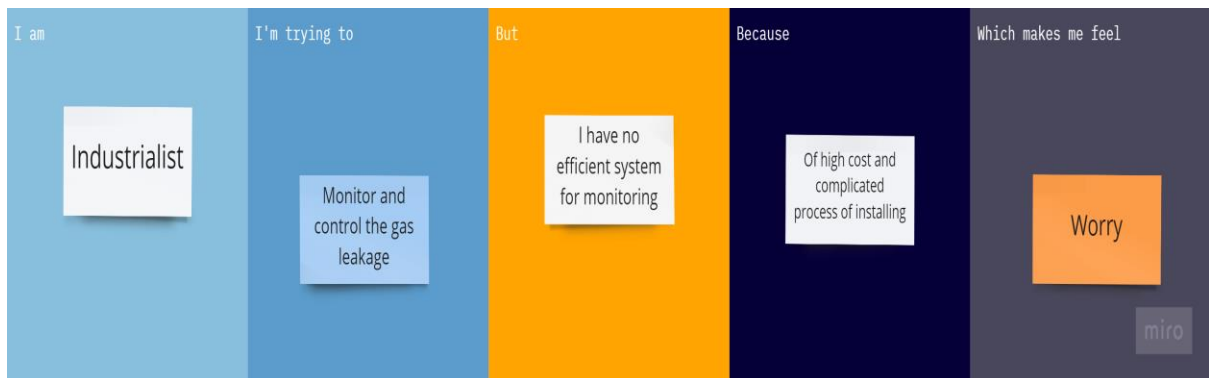 I am
Industrialist
I'm trying to
Monitor and
control the gas
leakage
But
I have no
efficient system
for monitoring
Because
Of high cost and
complicated
process of installing
Which makes me feel
Worry
miro